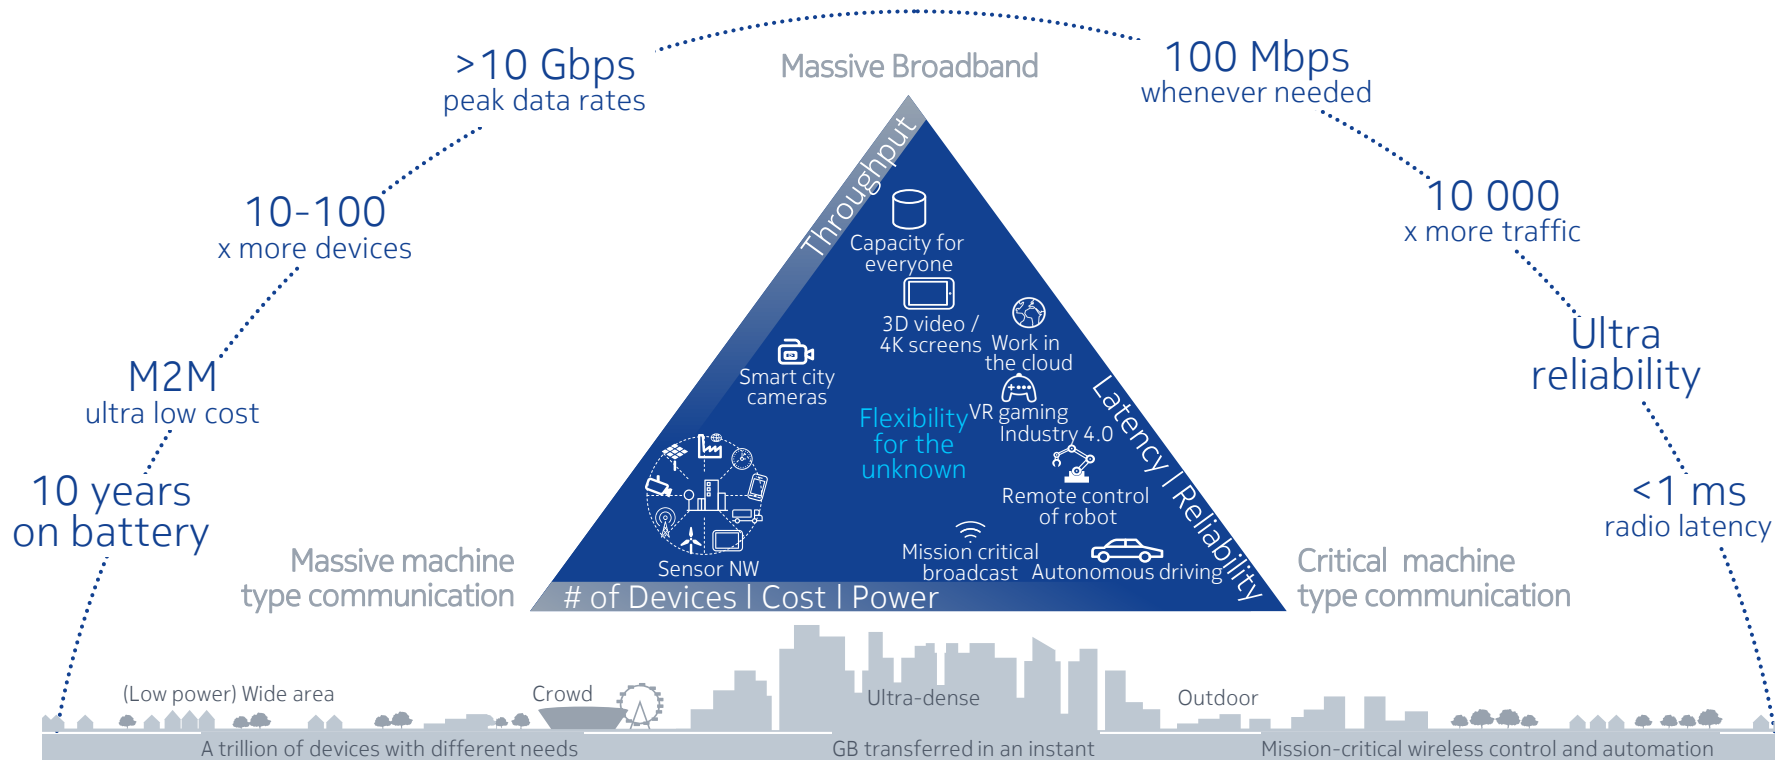 >10 Gbps
peak data rates
Massive Broadband
100 Mbps
whenever needed
10-100
x more devices
10 000
x more traffic
M2M
ultra low cost
Ultra
reliability
10 years
on battery
<1 ms
radio latency
Throughput
Capacity for
everyone
3D video /
4K screens
Work in
the cloud
Smart city
cameras
Flexibility
for the
unknown
VR gaming
Industry 4.0
Latency | Reliability
Remote control
of robot
Mission critical
broadcast
Autonomous driving
Sensor NW
# of Devices | Cost | Power
Massive machine
type communication
Critical machine
type communication
(Low power) Wide area
Crowd
Ultra-dense
Outdoor
A trillion of devices with different needs
GB transferred in an instant
Mission-critical wireless control and automation